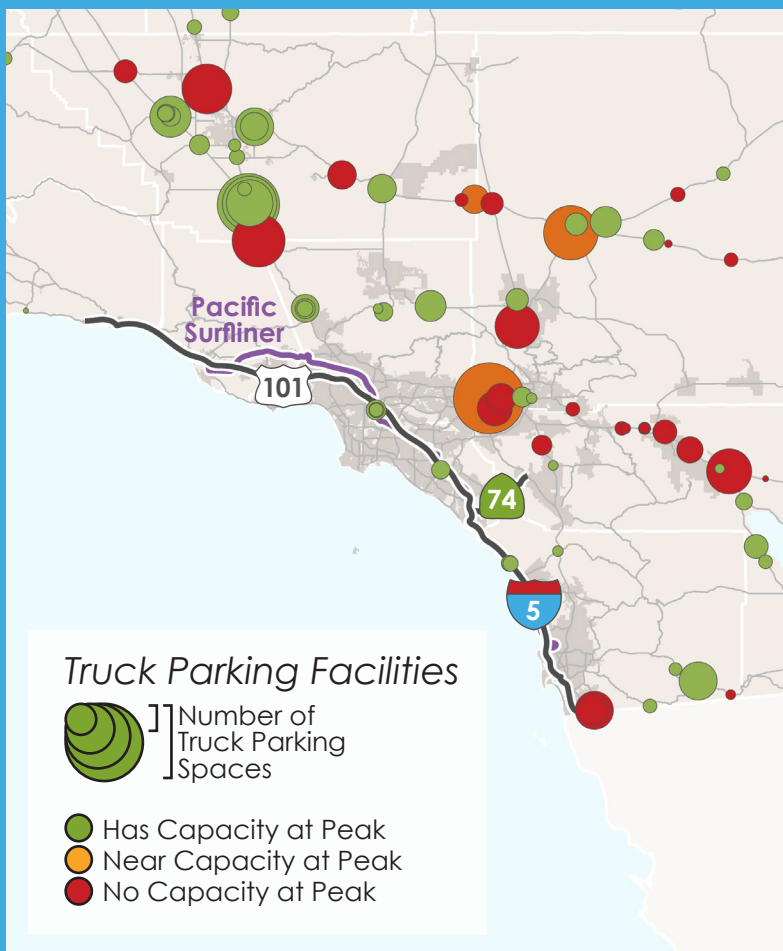 Pacific
Surfliner
101
74
5
Truck Parking Facilities
Number of
Truck Parking
Spaces
Has Capacity at Peak
Near Capacity at Peak
No Capacity at Peak